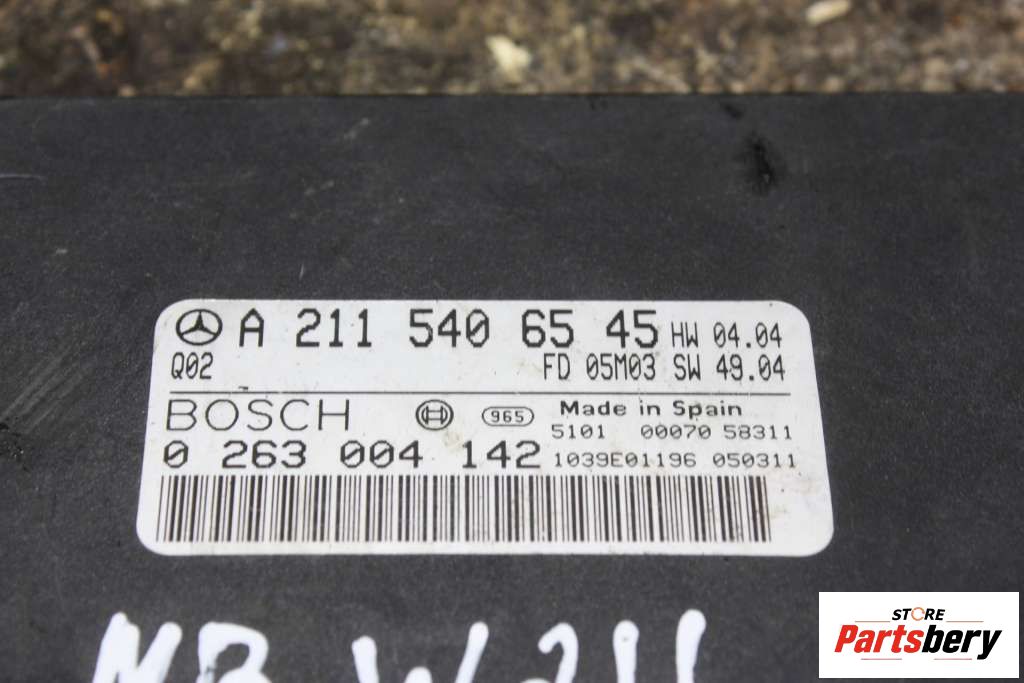 A 211 540 65 45 HW 04.04
Q02 FD 05M03 SW 49.04
BOSCH 965 Made in Spain
5101 00070 58311
0 263 004 142 1039E01196 050311
MB W211
STORE
Partsbery